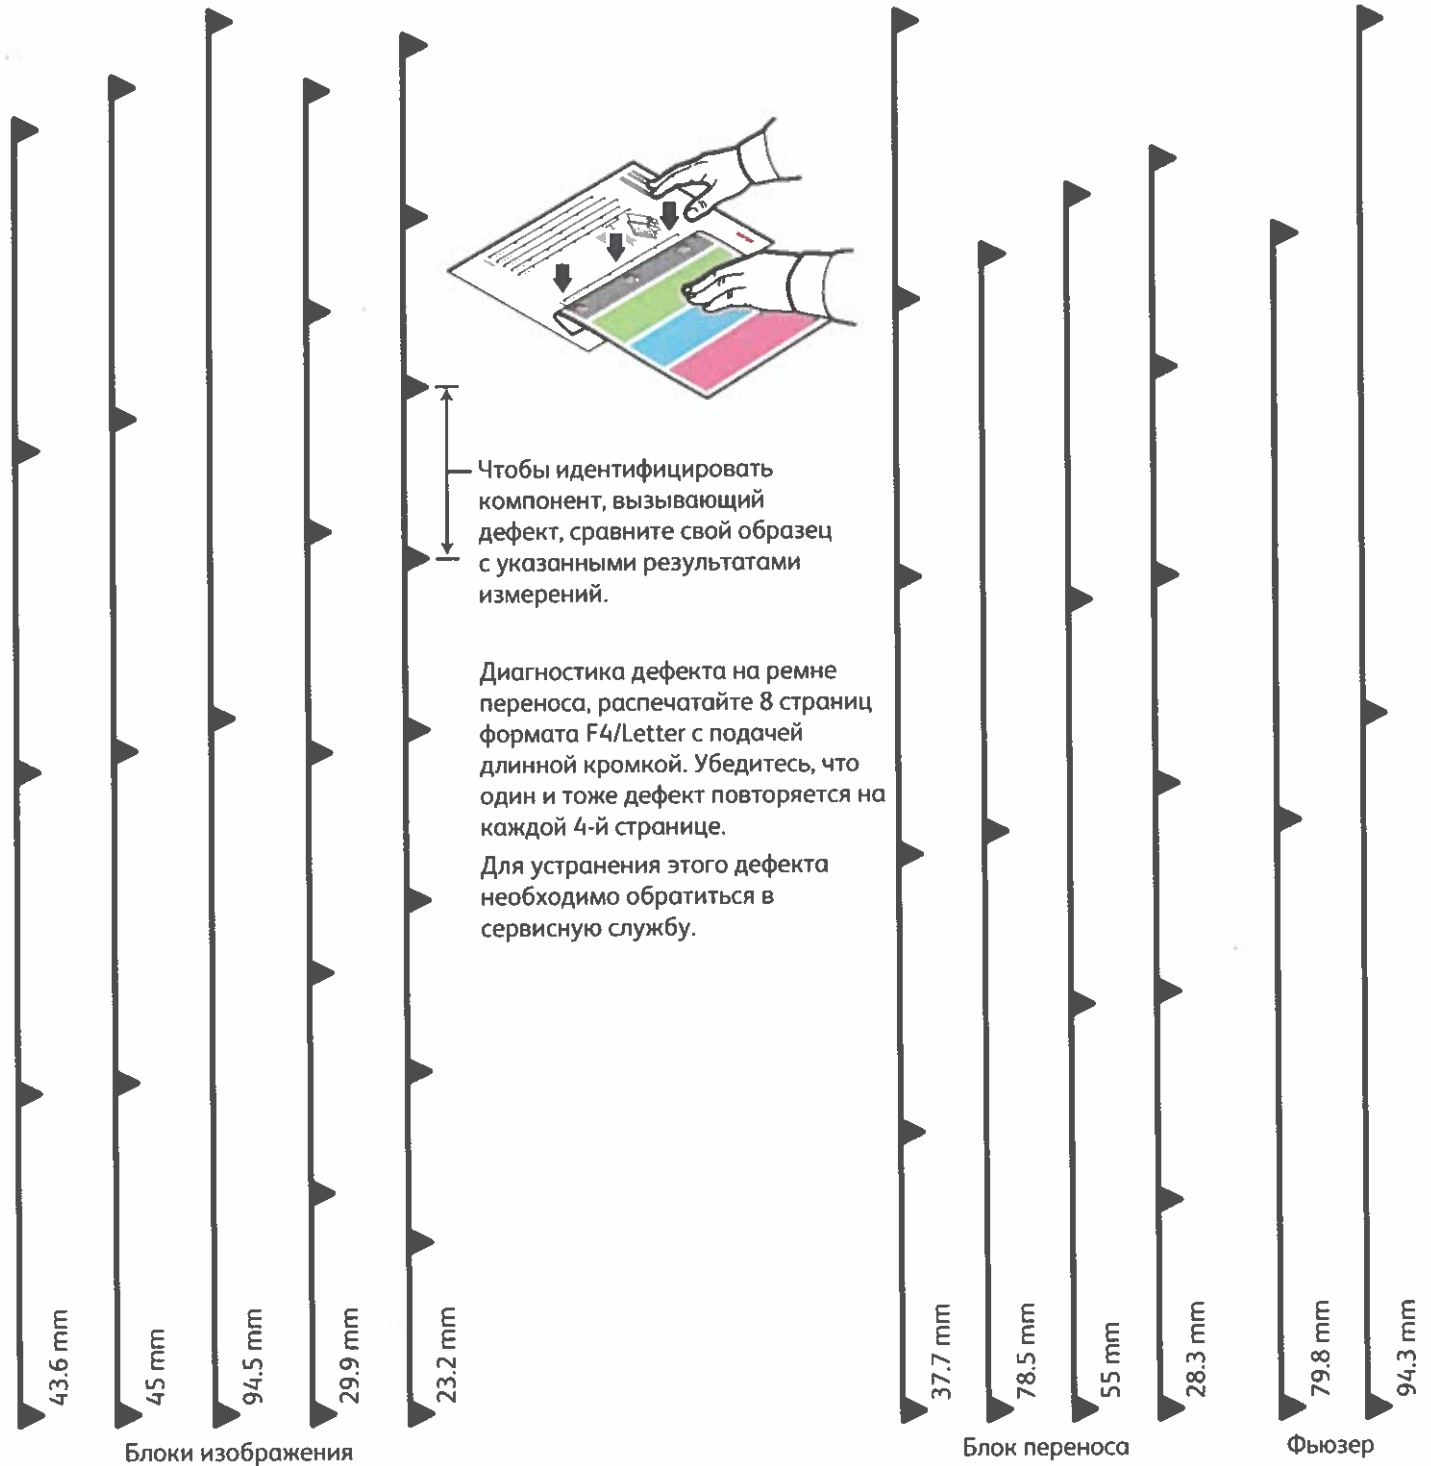 Чтобы идентифицировать
компонент, вызывающий
дефект, сравните свой образец
с указанными результатами
измерений.
Диагностика дефекта на ремне
переноса, распечатайте 8 страниц
формата F4/Letter с подачей
длинной кромкой. Убедитесь, что
один и тоже дефект повторяется на
каждой 4-й странице.
Для устранения этого дефекта
необходимо обратиться в
сервисную службу.
43.6 mm
45 mm
94.5 mm
29.9 mm
23.2 mm
37.7 mm
78.5 mm
55 mm
28.3 mm
79.8 mm
94.3 mm
Блоки изображения
Блок переноса
Фьюзер